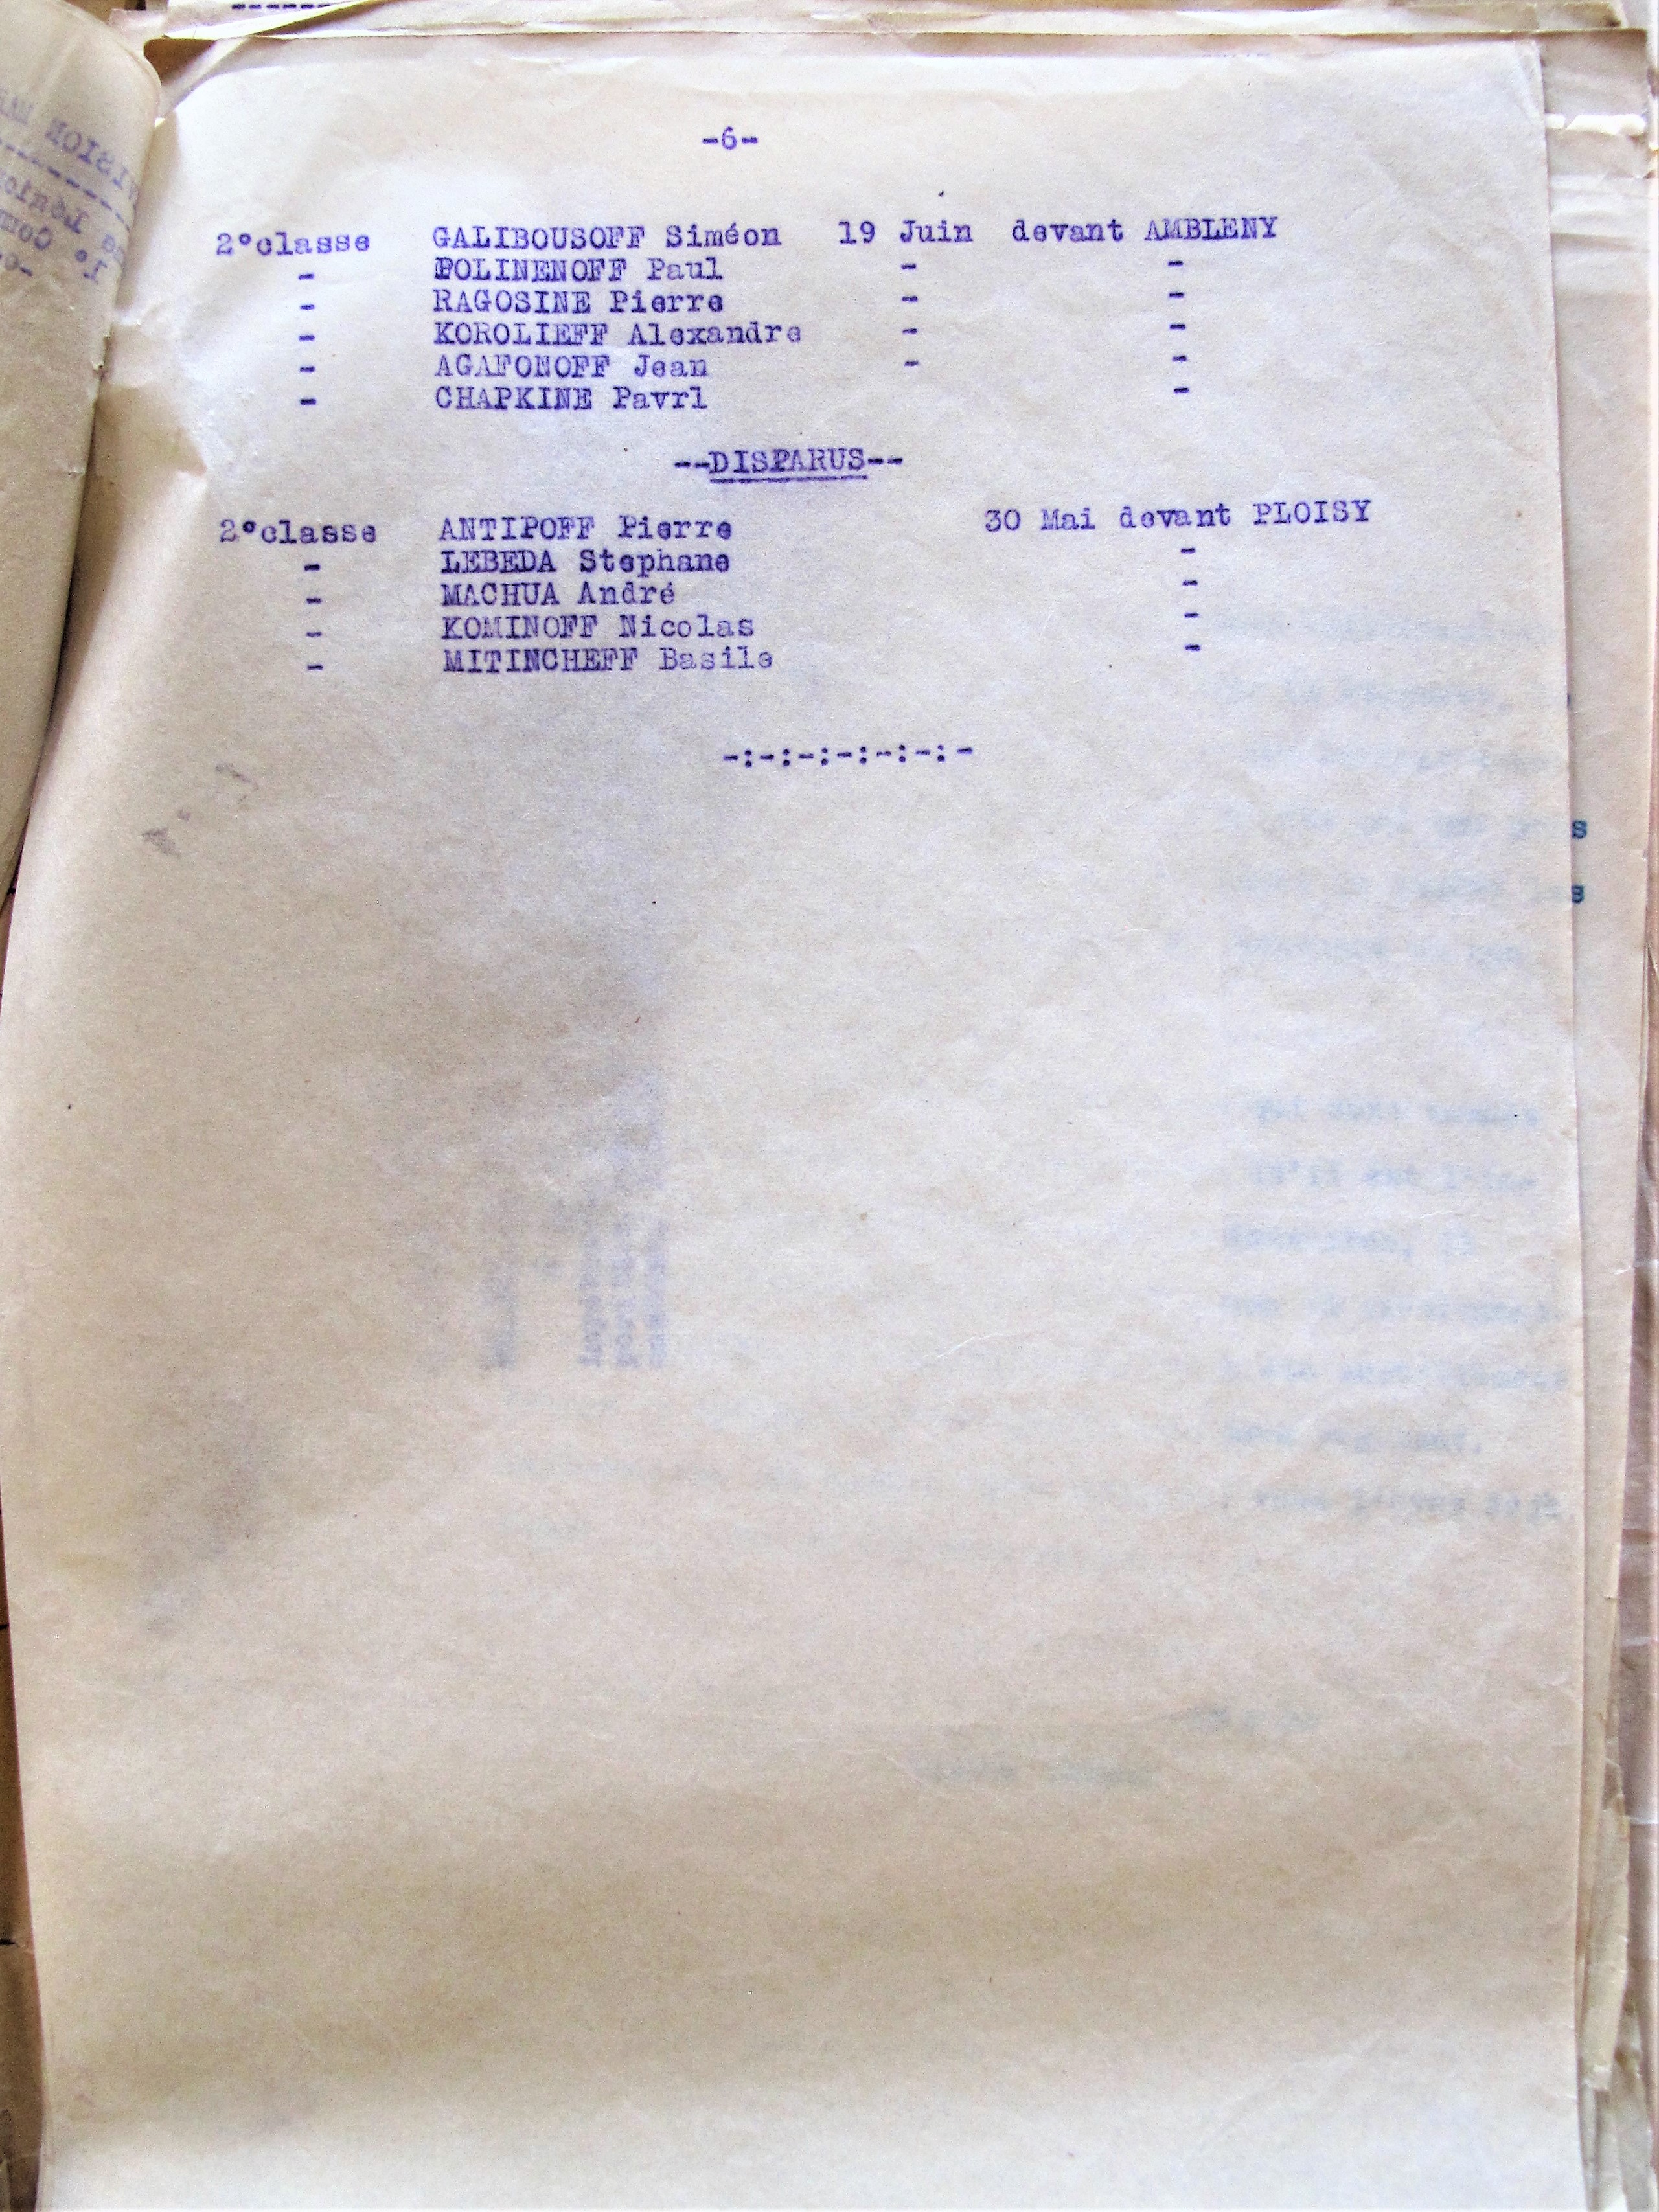 -6-
2°classe GALIBOUSOFF Siméon 19 Juin devant AMBLENY
- POLINENOFF Paul - -
- RAGOSINE Pierre - -
- KOROLIEFF Alexandre - -
- AGAFONOFF Jean - -
- CHAPKINE Pavrl -
--DISPARUS--
2°classe ANTIPOFF Pierre 30 Mai devant PLOISY
- LEBEDA Stephane -
- MACHUA André -
- KOMINOFF Nicolas -
- MITINCHEFF Basile -
-:-:-:-:-:-:-